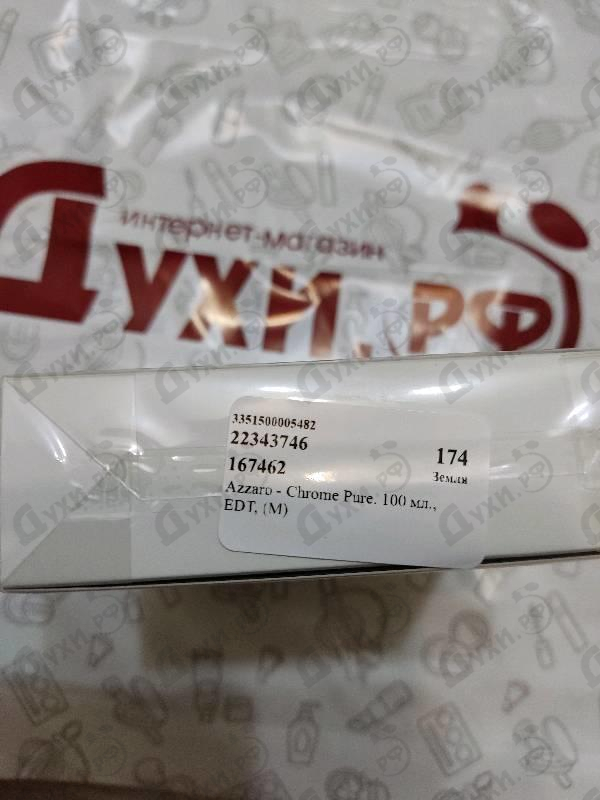 интернет-магазин
Духи.рф
3351500005482
22343746
167462
174
Земля
Azzaro - Chrome Pure. 100 мл.,
EDT, (M)